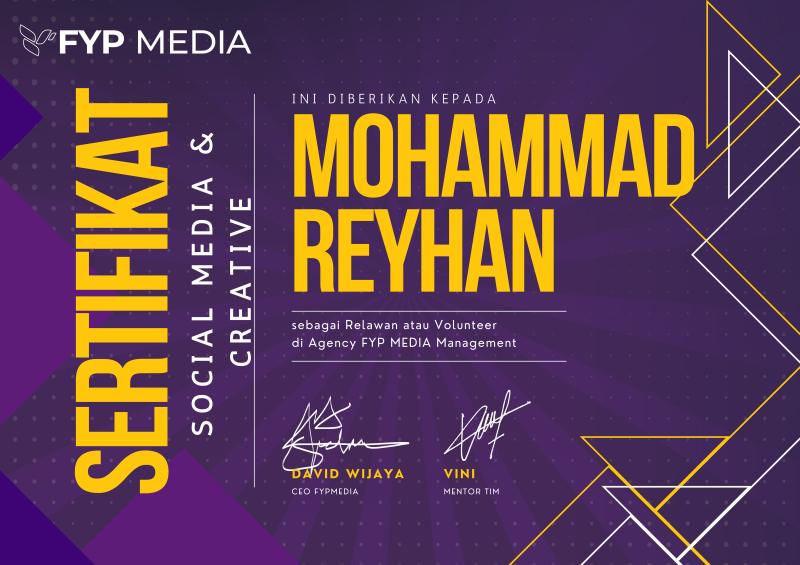 FYP MEDIA
SERTIFIKAT
SOCIAL MEDIA &
CREATIVE
INI DIBERIKAN KEPADA
MOHAMMAD
REYHAN
sebagai Relawan atau Volunteer
di Agency FYP MEDIA Management
DAVID WIJAYA
CEO FYPMEDIA
VINI
MENTOR TIM